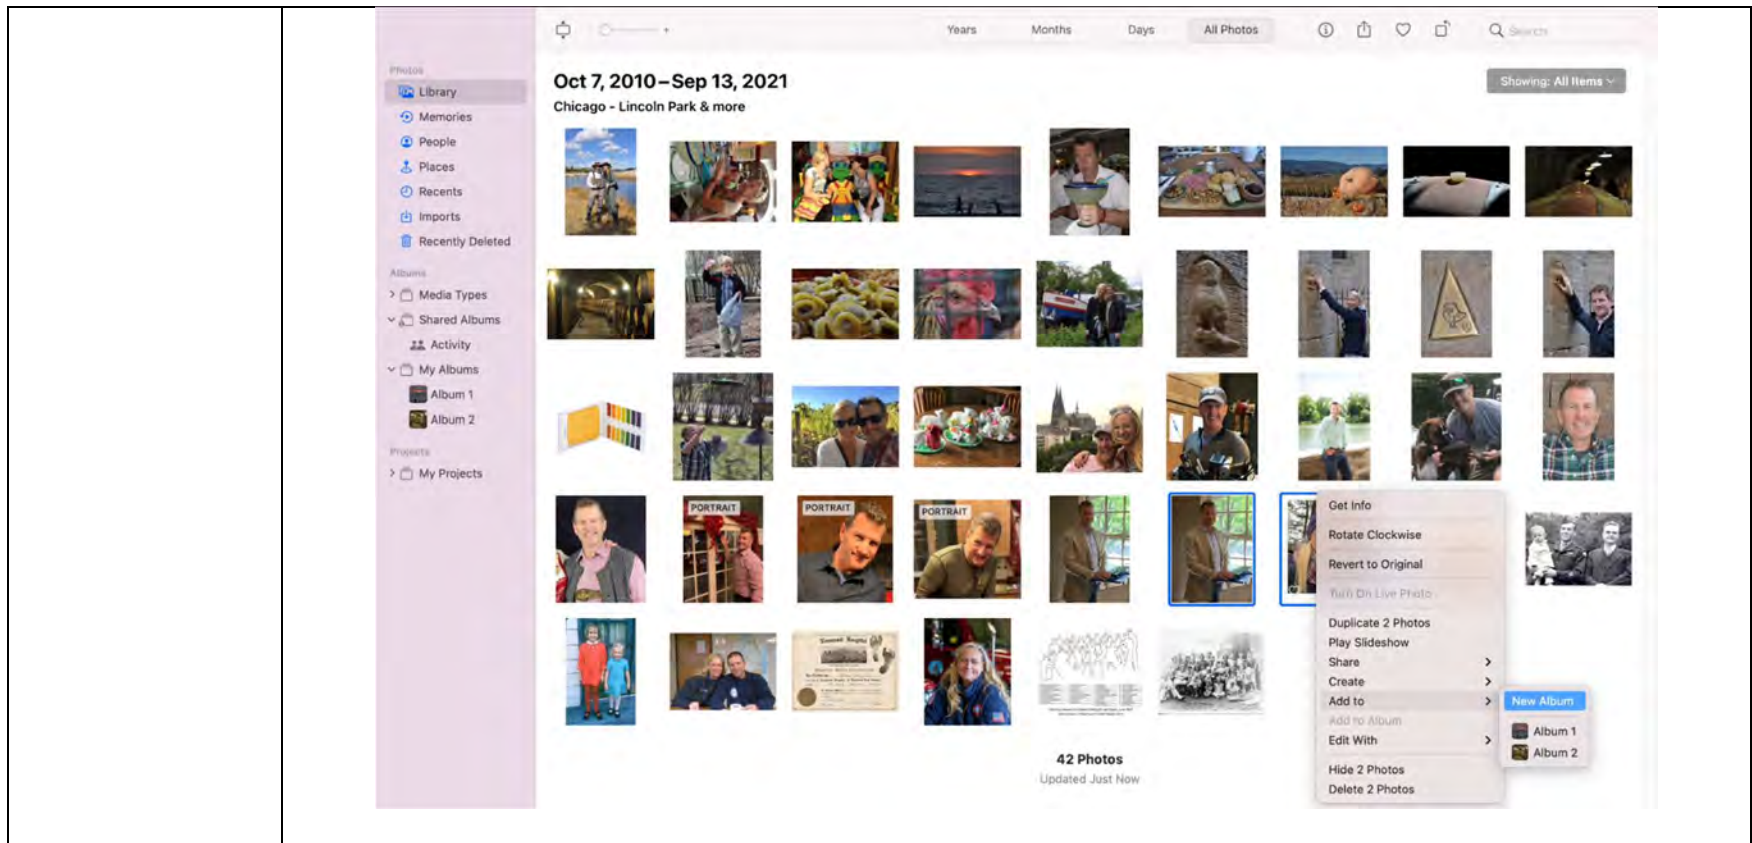 Years
Months
Days
All Photos
Search
Photos
Library
Memories
People
Places
Recents
Imports
Recently Deleted
Albums
Media Types
Shared Albums
Activity
My Albums
Album 1
Album 2
Projects
My Projects
Oct 7, 2010 – Sep 13, 2021
Chicago - Lincoln Park & more
Showing: All Items
PORTRAIT
PORTRAIT
PORTRAIT
42 Photos
Updated Just Now
Get Info
Rotate Clockwise
Revert to Original
Turn On Live Photo
Duplicate 2 Photos
Play Slideshow
Share
Create
Add to
Add to Album
Edit With
Hide 2 Photos
Delete 2 Photos
New Album
Album 1
Album 2